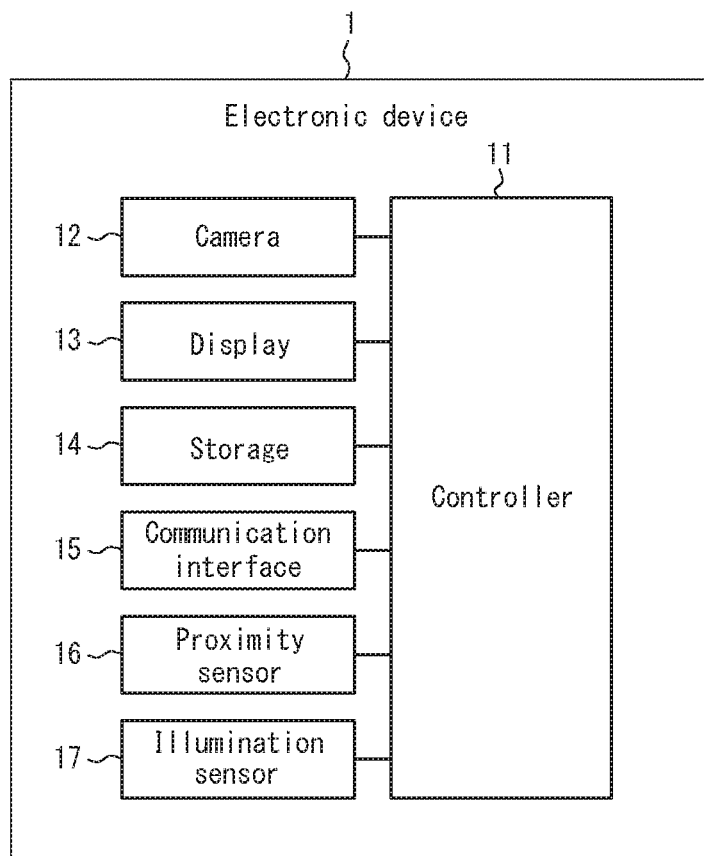 1
Electronic device
11
12
Camera
13
Display
14
Storage
Controller
15
Communication
interface
16
Proximity
sensor
17
Illumination
sensor